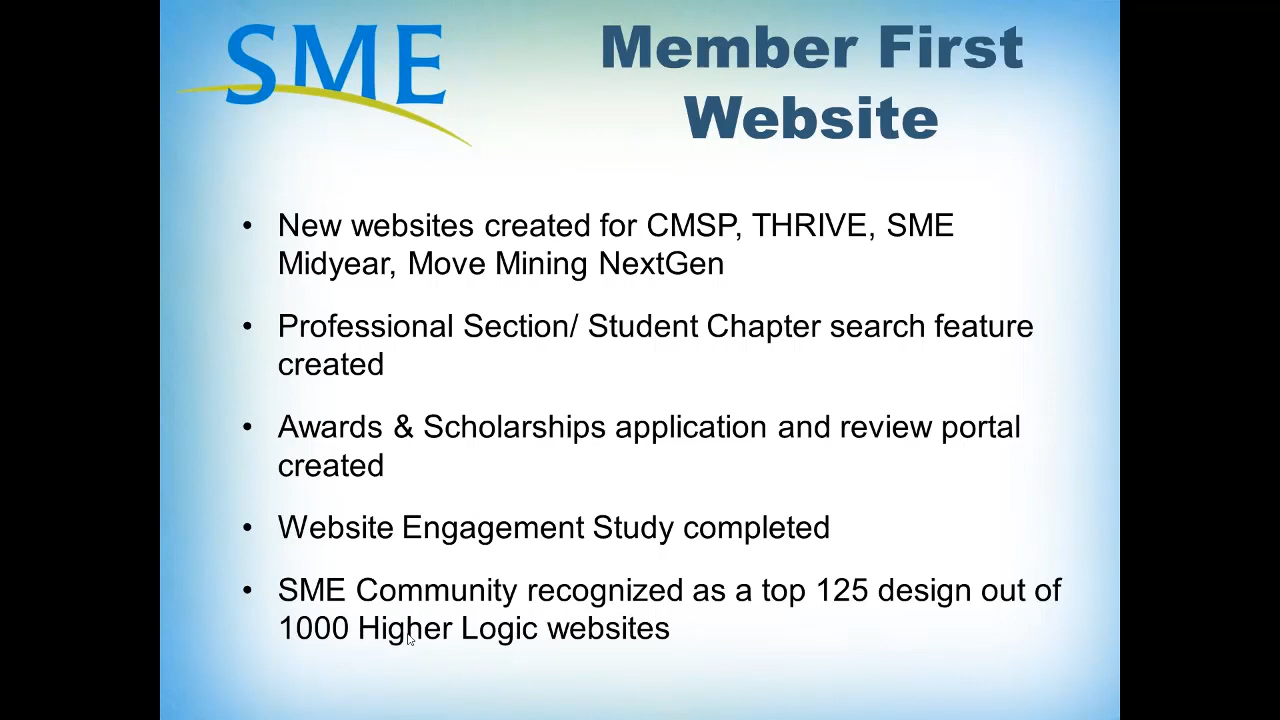 SME
Member First
Website
• New websites created for CMSP, THRIVE, SME
Midyear, Move Mining NextGen
• Professional Section/ Student Chapter search feature
created
• Awards & Scholarships application and review portal
created
• Website Engagement Study completed
• SME Community recognized as a top 125 design out of
1000 Higher Logic websites